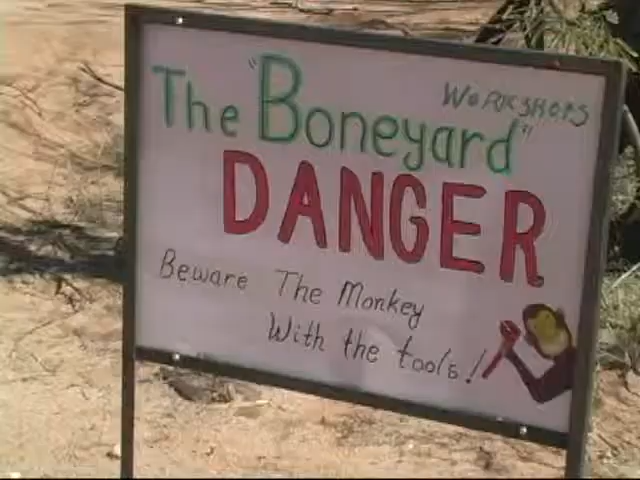 The "Boneyard"
WORKSHOPS
DANGER
Beware The Monkey
With the tools!